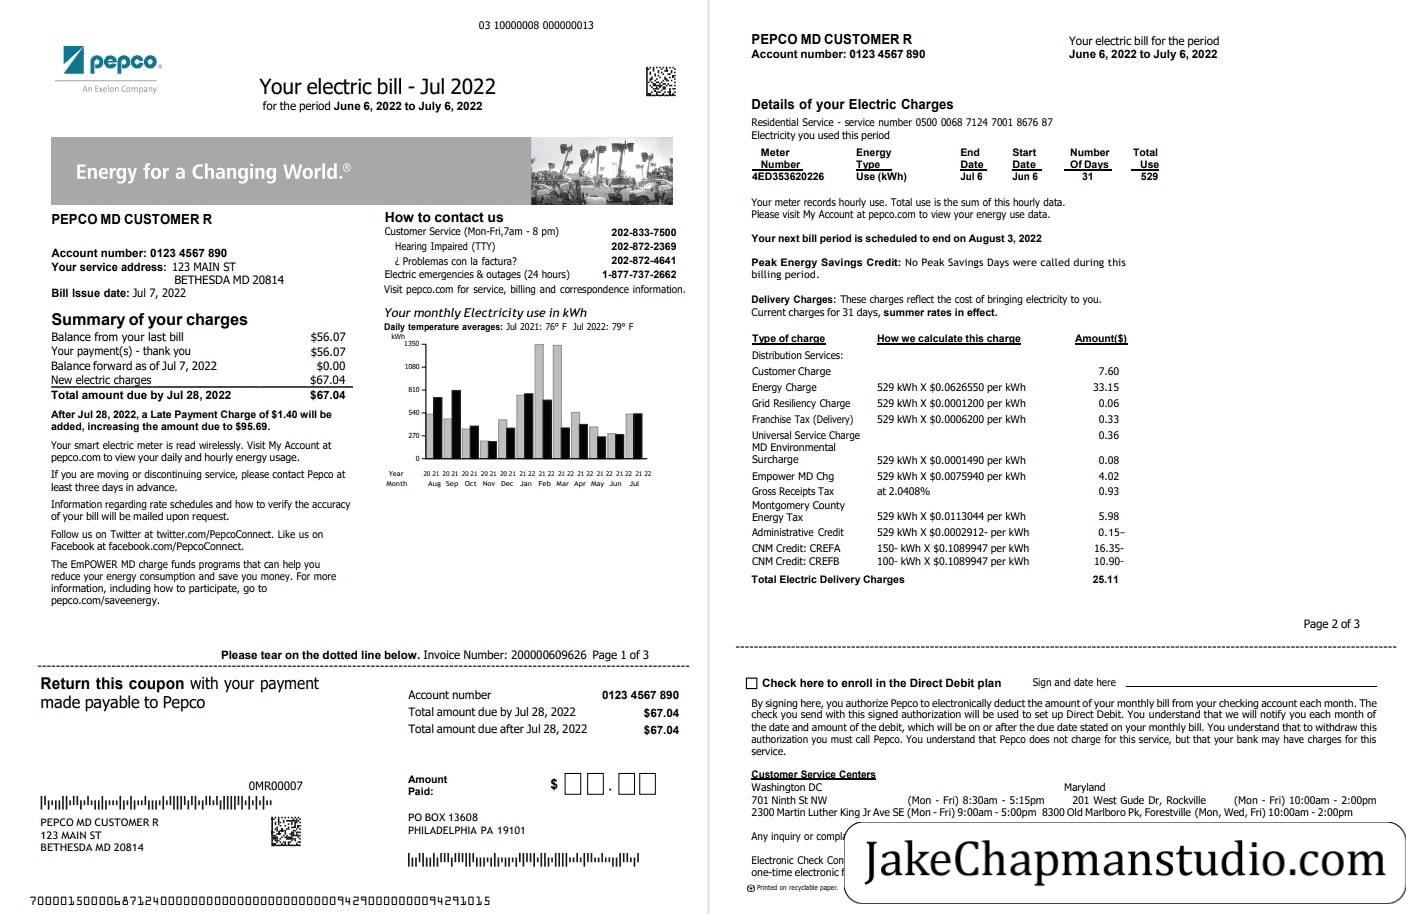 03 10000008 000000013
pepco®
An Exelon Company
Your electric bill - Jul 2022
for the period June 6, 2022 to July 6, 2022
Energy for a Changing World.®
PEPCO MD CUSTOMER R
Account number: 0123 4567 890
Your service address: 123 MAIN ST
BETHESDA MD 20814
Bill Issue date: Jul 7, 2022
Summary of your charges
Balance from your last bill $56.07
Your payment(s) - thank you $56.07
Balance forward as of Jul 7, 2022 $0.00
New electric charges $67.04
Total amount due by Jul 28, 2022 $67.04
After Jul 28, 2022, a Late Payment Charge of $1.40 will be
added, increasing the amount due to $95.69.
Your smart electric meter is read wirelessly. Visit My Account at
pepco.com to view your daily and hourly energy usage.
If you are moving or discontinuing service, please contact Pepco at
least three days in advance.
Information regarding rate schedules and how to verify the accuracy
of your bill will be mailed upon request.
Follow us on Twitter at twitter.com/PepcoConnect. Like us on
Facebook at facebook.com/PepcoConnect.
The EmPOWER MD charge funds programs that can help you
reduce your energy consumption and save you money. For more
information, including how to participate, go to
pepco.com/saveenergy.
How to contact us
Customer Service (Mon-Fri,7am - 8 pm) 202-833-7500
Hearing Impaired (TTY) 202-872-2369
¿ Problemas con la factura? 202-872-4641
Electric emergencies & outages (24 hours) 1-877-737-2662
Visit pepco.com for service, billing and correspondence information.
Your monthly Electricity use in kWh
Daily temperature averages: Jul 2021: 76° F Jul 2022: 79° F
kWh
1350
1080
810
540
270
0
Year 20 21 20 21 20 21 20 21 20 21 21 22 21 22 21 22 21 22 21 22 21 22 21 22
Month Aug Sep Oct Nov Dec Jan Feb Mar Apr May Jun Jul
Please tear on the dotted line below. Invoice Number: 200000609626 Page 1 of 3
Return this coupon with your payment
made payable to Pepco
Account number 0123 4567 890
Total amount due by Jul 28, 2022 $67.04
Total amount due after Jul 28, 2022 $67.04
Amount
Paid: $ .
0MR00007
PEPCO MD CUSTOMER R
123 MAIN ST
BETHESDA MD 20814
PO BOX 13608
PHILADELPHIA PA 19101
PEPCO MD CUSTOMER R
Account number: 0123 4567 890
Your electric bill for the period
June 6, 2022 to July 6, 2022
Details of your Electric Charges
Residential Service - service number 0500 0068 7124 7001 8676 87
Electricity you used this period
Meter Energy End Start Number Total
Number Type Date Date Of Days Use
4ED353620226 Use (kWh) Jul 6 Jun 6 31 529
Your meter records hourly use. Total use is the sum of this hourly data.
Please visit My Account at pepco.com to view your energy use data.
Your next bill period is scheduled to end on August 3, 2022
Peak Energy Savings Credit: No Peak Savings Days were called during this
billing period.
Delivery Charges: These charges reflect the cost of bringing electricity to you.
Current charges for 31 days, summer rates in effect.
Type of charge How we calculate this charge Amount($)
Distribution Services:
Customer Charge 7.60
Energy Charge 529 kWh X $0.0626550 per kWh 33.15
Grid Resiliency Charge 529 kWh X $0.0001200 per kWh 0.06
Franchise Tax (Delivery) 529 kWh X $0.0006200 per kWh 0.33
Universal Service Charge 0.36
MD Environmental
Surcharge 529 kWh X $0.0001490 per kWh 0.08
Empower MD Chg 529 kWh X $0.0075940 per kWh 4.02
Gross Receipts Tax at 2.0408% 0.93
Montgomery County
Energy Tax 529 kWh X $0.0113044 per kWh 5.98
Administrative Credit 529 kWh X $0.0002912- per kWh 0.15–
CNM Credit: CREFA 150- kWh X $0.1089947 per kWh 16.35-
CNM Credit: CREFB 100- kWh X $0.1089947 per kWh 10.90-
Total Electric Delivery Charges 25.11
Page 2 of 3
Check here to enroll in the Direct Debit plan Sign and date here
By signing here, you authorize Pepco to electronically deduct the amount of your monthly bill from your checking account each month. The
check you send with this signed authorization will be used to set up Direct Debit. You understand that we will notify you each month of
the date and amount of the debit, which will be on or after the due date stated on your monthly bill. You understand that to withdraw this
authorization you must call Pepco. You understand that Pepco does not charge for this service, but that your bank may have charges for this
service.
Customer Service Centers
Washington DC Maryland
701 Ninth St NW (Mon - Fri) 8:30am - 5:15pm 201 West Gude Dr, Rockville (Mon - Fri) 10:00am - 2:00pm
2300 Martin Luther King Jr Ave SE (Mon - Fri) 9:00am - 5:00pm 8300 Old Marlboro Pk, Forestville (Mon, Wed, Fri) 10:00am - 2:00pm
Any inquiry or compla
Electronic Check Con
one-time electronic f
Printed on recyclable paper.
JakeChapmanstudio.com